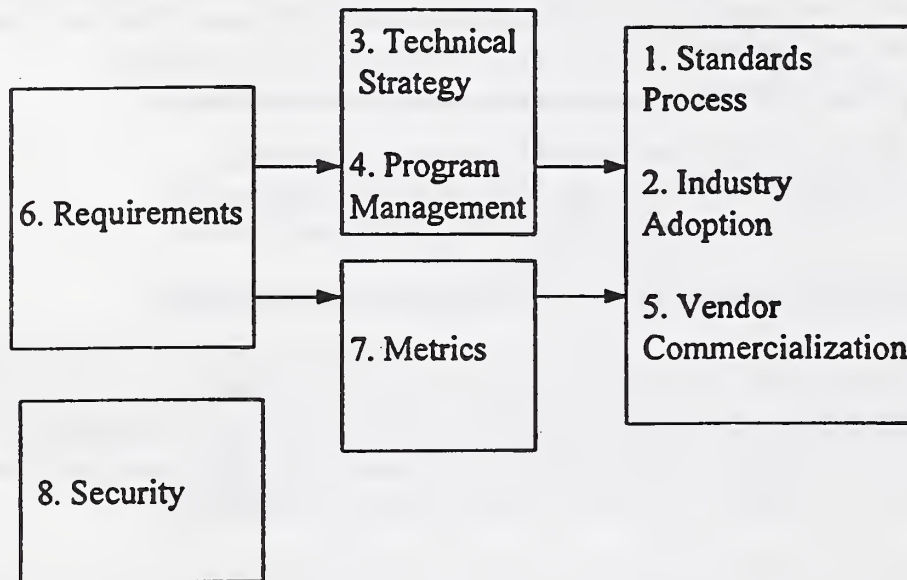 6. Requirements
8. Security
3. Technical
Strategy
4. Program
Management
7. Metrics
1. Standards
Process
2. Industry
Adoption
5. Vendor
Commercialization